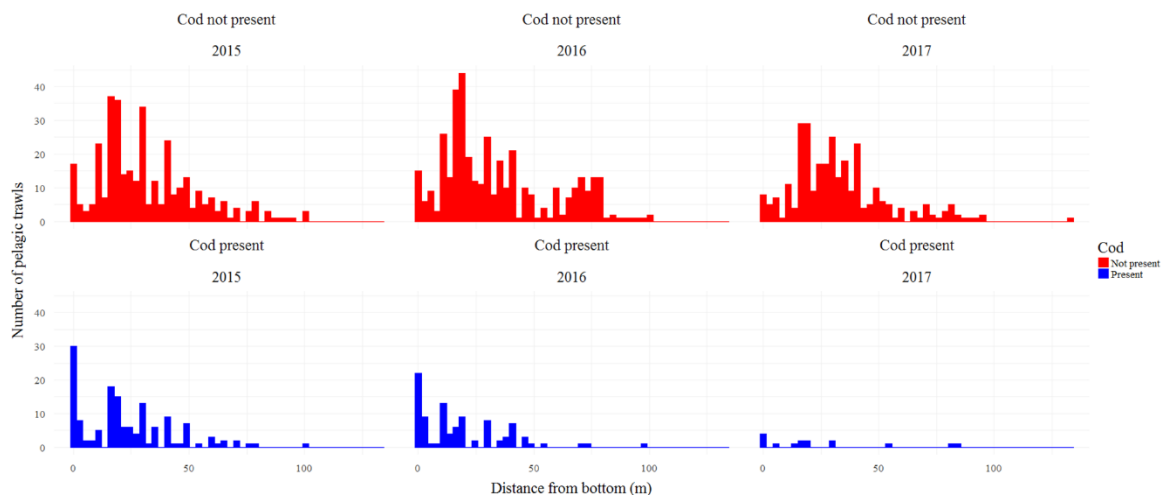 Cod not present
Cod not present
Cod not present
2015
2016
2017
40
30
20
10
0
Cod present
Cod present
Cod present
2015
2016
2017
40
30
20
10
0
0
50
100
0
50
100
0
50
100
Number of pelagic trawls
Distance from bottom (m)
Cod
Not present
Present